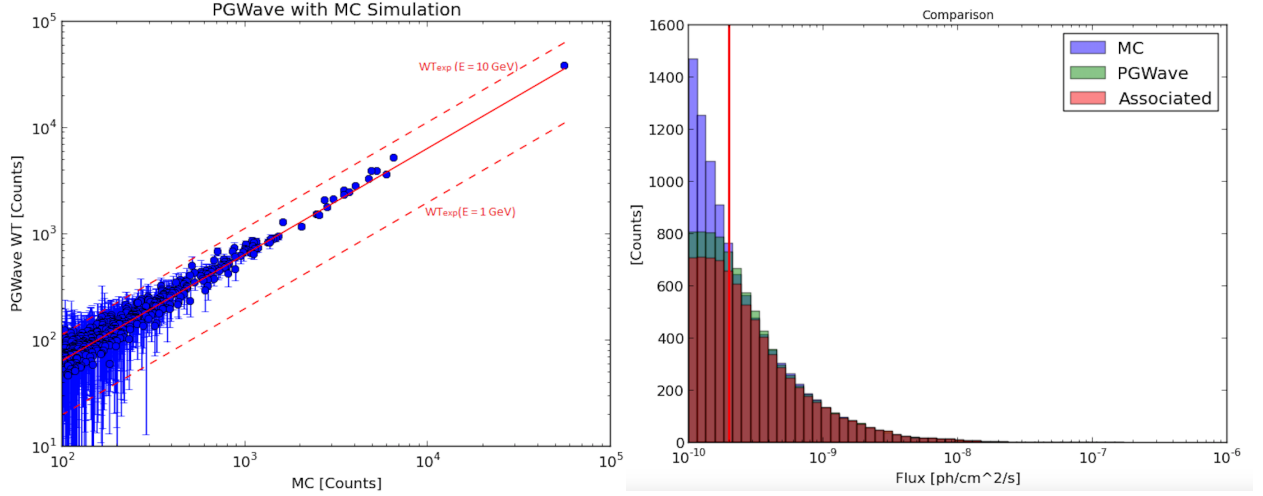 PGWave with MC Simulation
10^5
10^4
10^3
10^2
10^1
PGWave WT [Counts]
WTexp (E = 10 GeV)
WTexp(E = 1 GeV)
10^2 10^3 10^4 10^5
MC [Counts]
Comparison
1600
1400
1200
1000
800
600
400
200
0
[Counts]
MC
PGWave
Associated
10^-10 10^-9 10^-8 10^-7 10^-6
Flux [ph/cm^2/s]